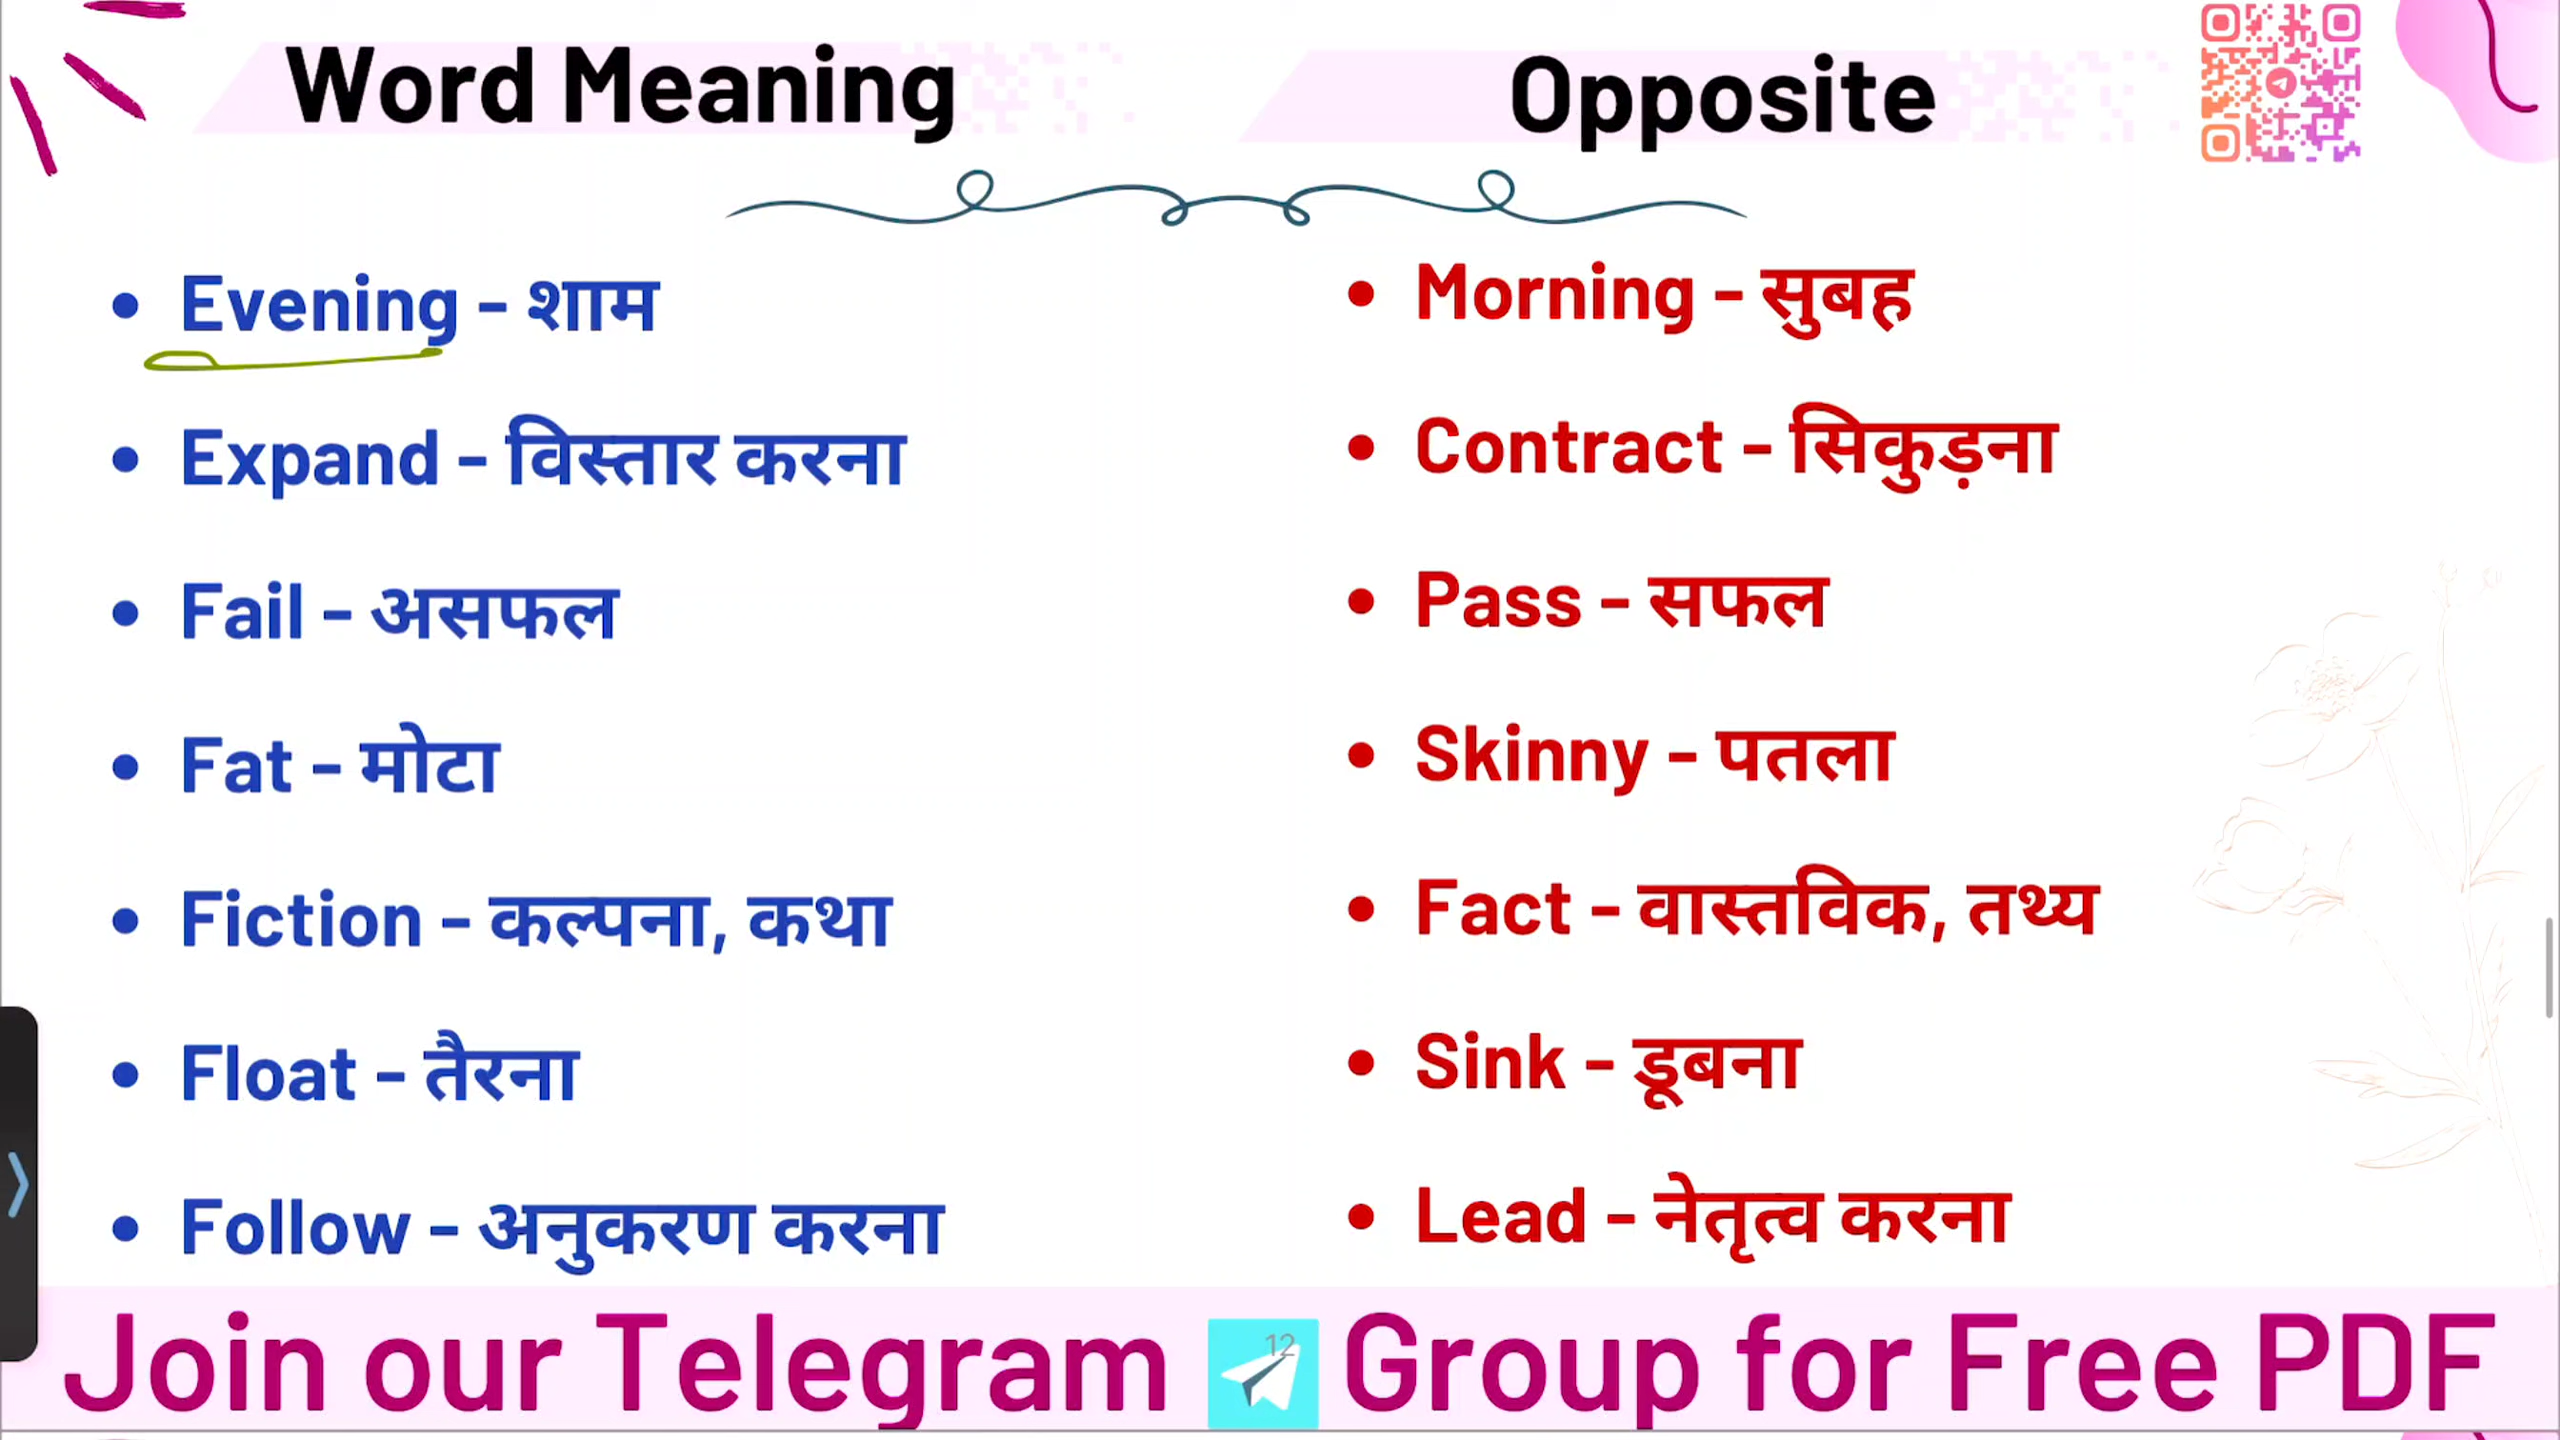 Word Meaning
Opposite
Evening - शाम
Morning - सुबह
Expand - विस्तार करना
Contract - सिकुड़ना
Fail - असफल
Pass - सफल
Fat - मोटा
Skinny - पतला
Fiction - कल्पना, कथा
Fact - वास्तविक, तथ्य
Float - तैरना
Sink - डूबना
Follow - अनुकरण करना
Lead - नेतृत्व करना
Join our Telegram 12 Group for Free PDF